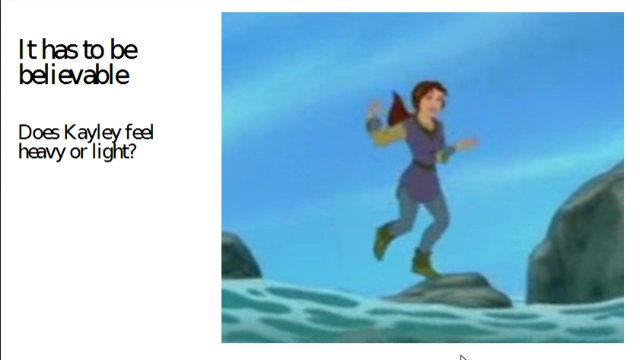 It has to be
believable
Does Kayley feel
heavy or light?